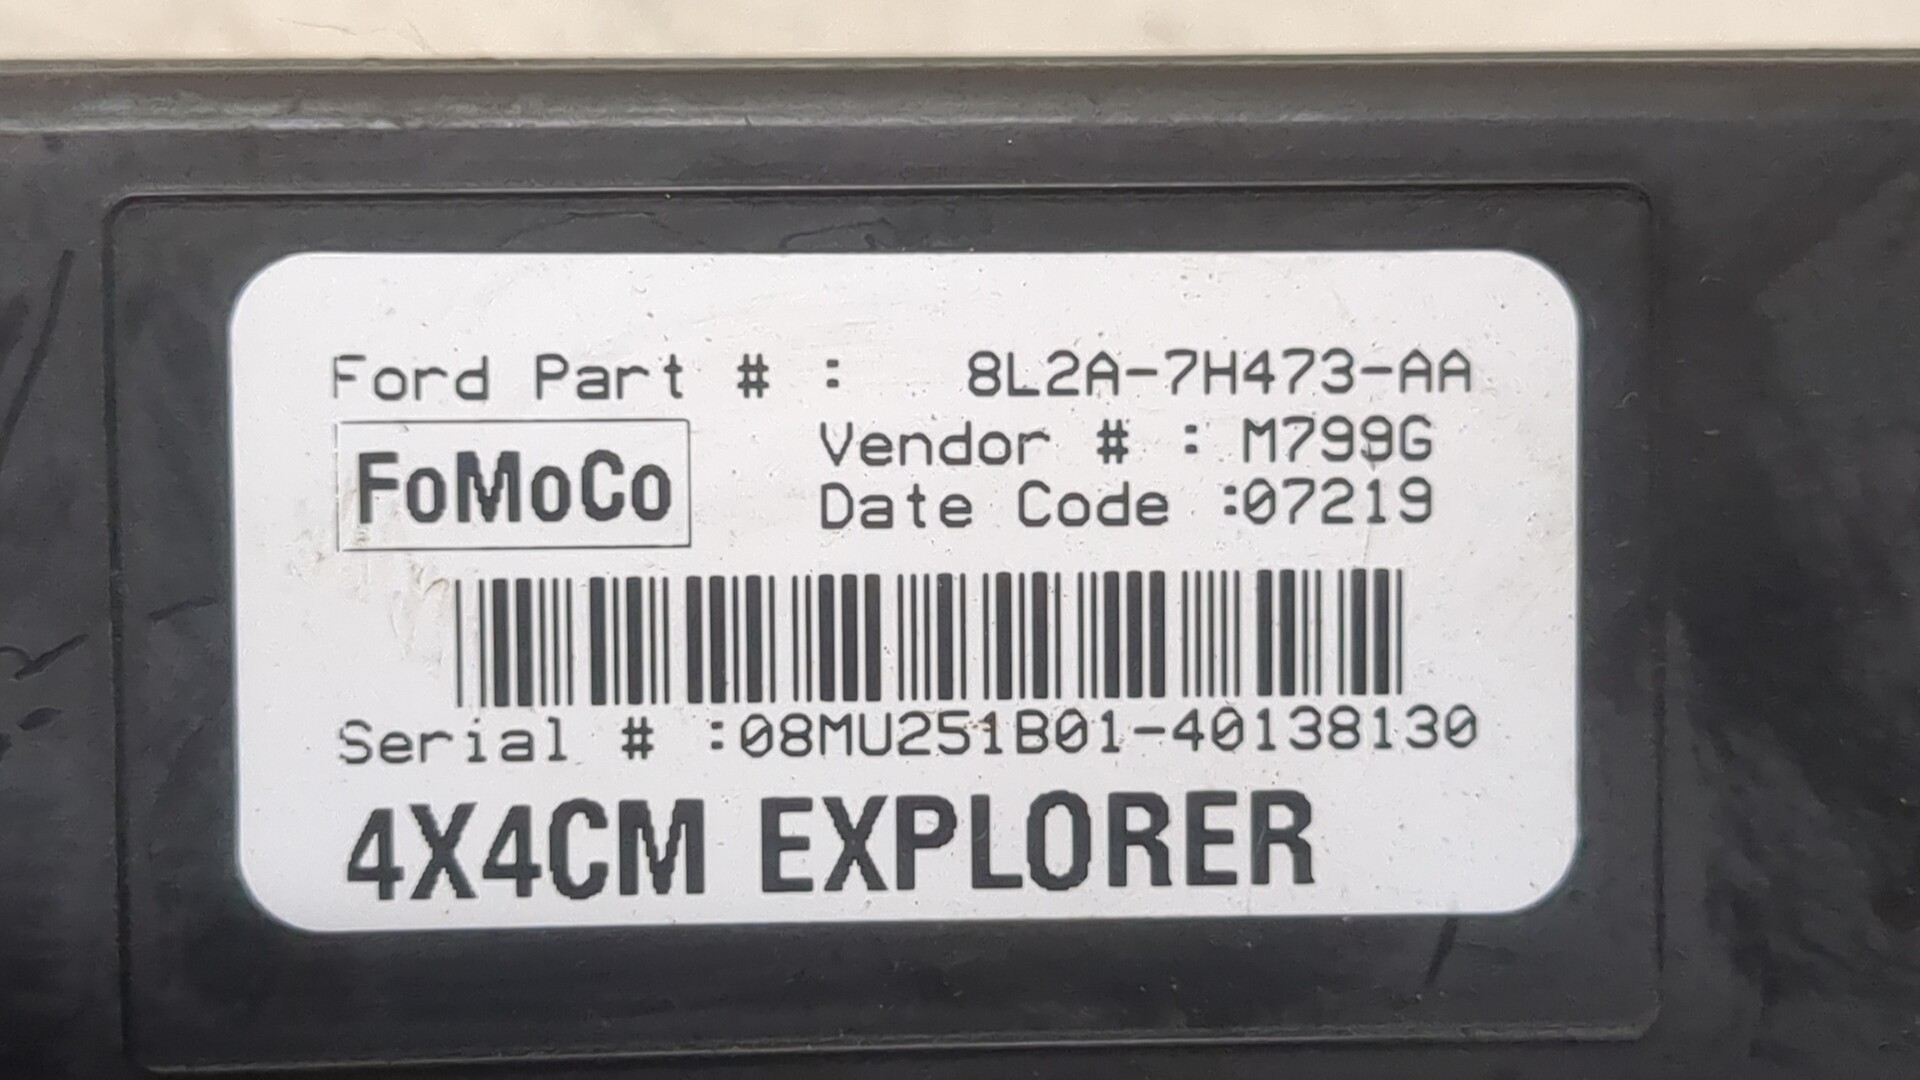 Ford Part # : 8L2A-7H473-AA
FoMoCo
Vendor # : M799G
Date Code :07219
Serial # :08MU251B01-40138130
4X4CM EXPLORER